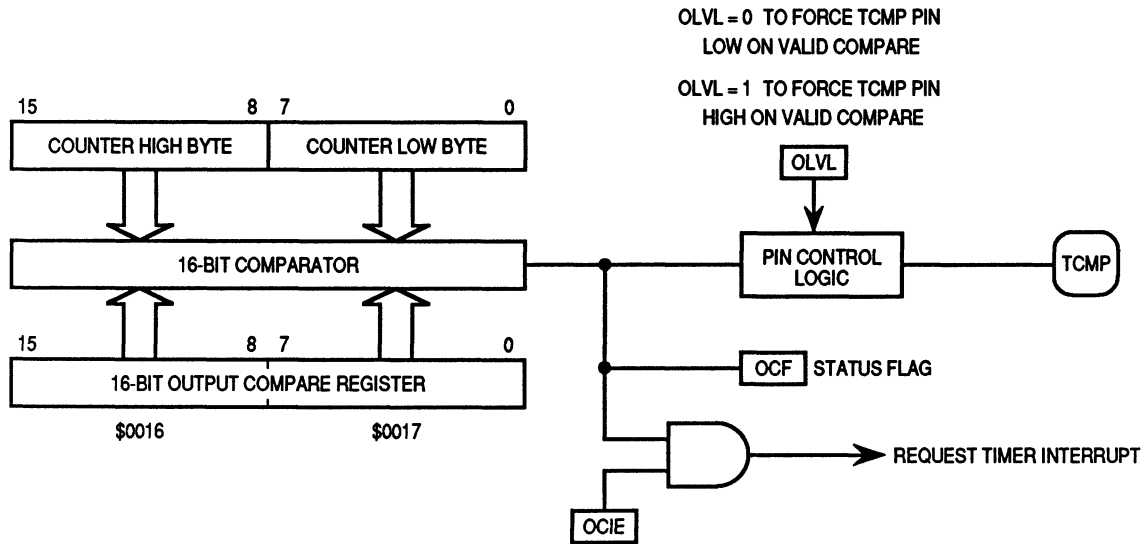 OLVL = 0 TO FORCE TCMP PIN
LOW ON VALID COMPARE
OLVL = 1 TO FORCE TCMP PIN
HIGH ON VALID COMPARE
15 8 7 0
COUNTER HIGH BYTE COUNTER LOW BYTE
OLVL
16-BIT COMPARATOR
PIN CONTROL
LOGIC
TCMP
15 8 7 0
16-BIT OUTPUT COMPARE REGISTER
$0016 $0017
OCF STATUS FLAG
REQUEST TIMER INTERRUPT
OCIE